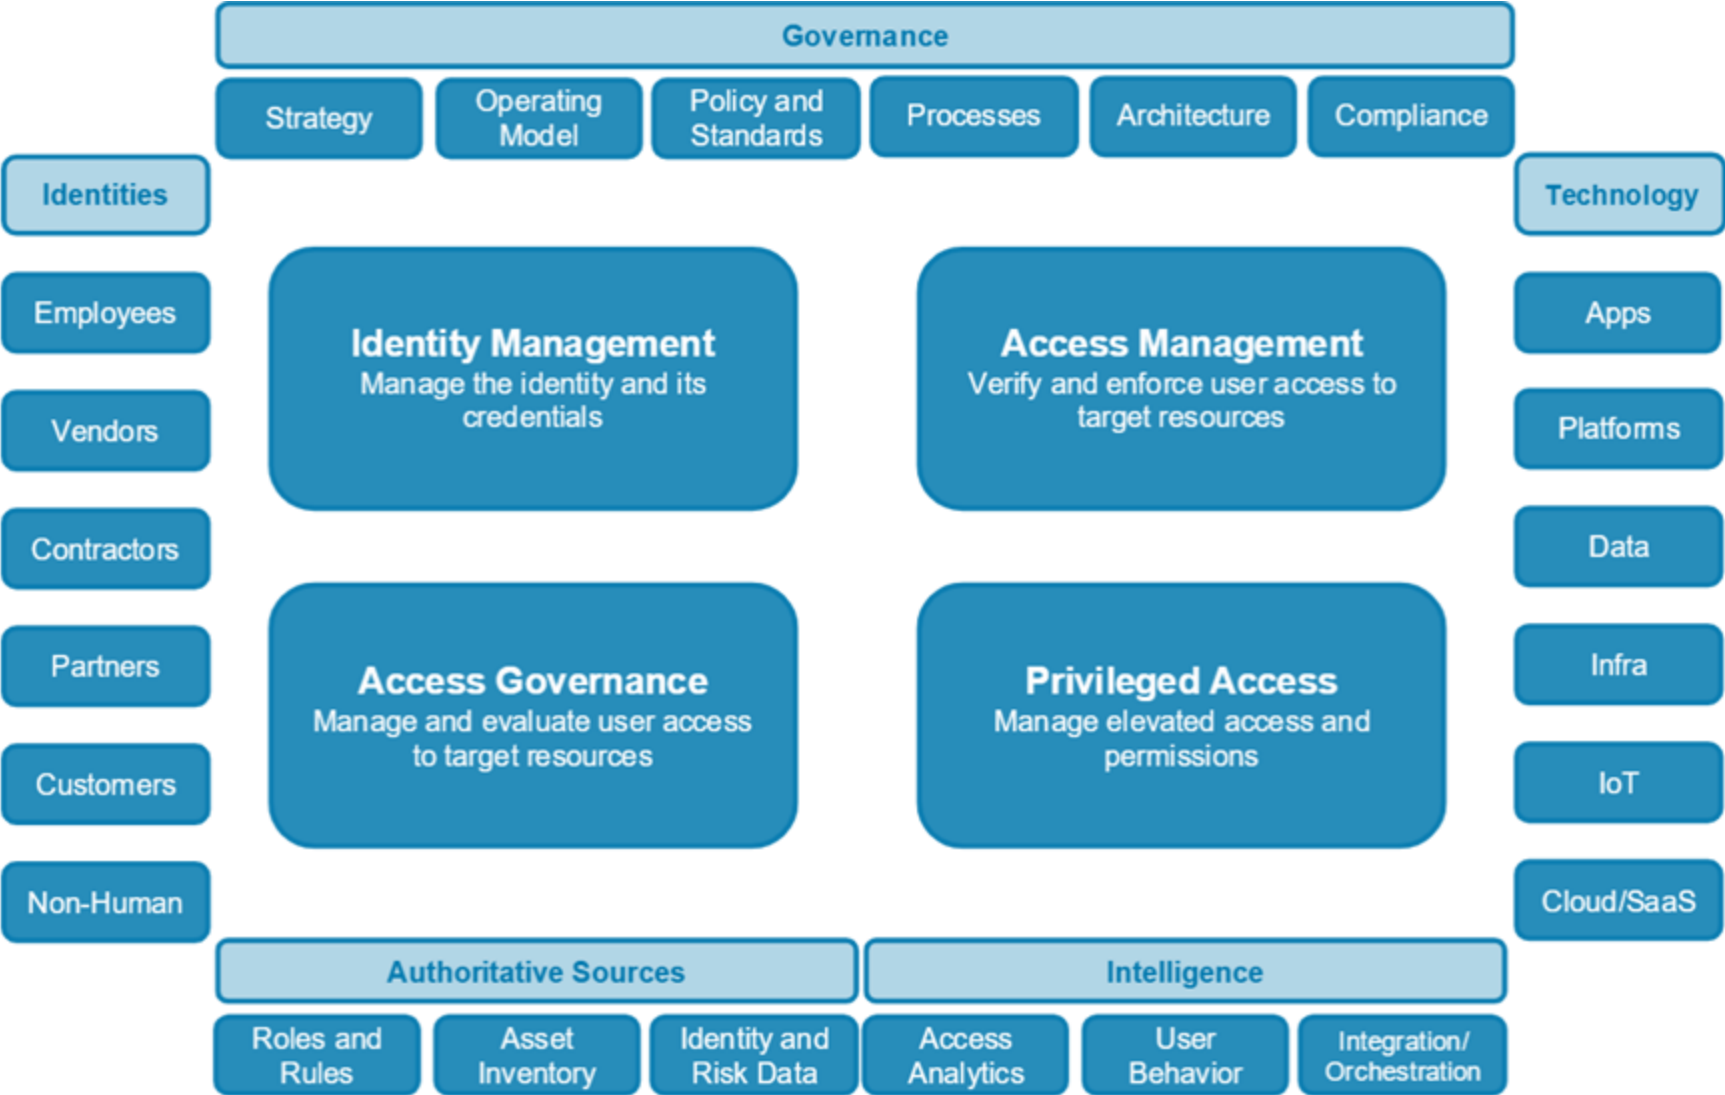 Governance
Strategy
Operating
Model
Policy and
Standards
Processes
Architecture
Compliance
Identities
Employees
Vendors
Contractors
Partners
Customers
Non-Human
Identity Management
Manage the identity and its
credentials
Access Management
Verify and enforce user access to
target resources
Access Governance
Manage and evaluate user access
to target resources
Privileged Access
Manage elevated access and
permissions
Technology
Apps
Platforms
Data
Infra
IoT
Cloud/SaaS
Authoritative Sources
Roles and
Rules
Asset
Inventory
Identity and
Risk Data
Intelligence
Access
Analytics
User
Behavior
Integration/
Orchestration